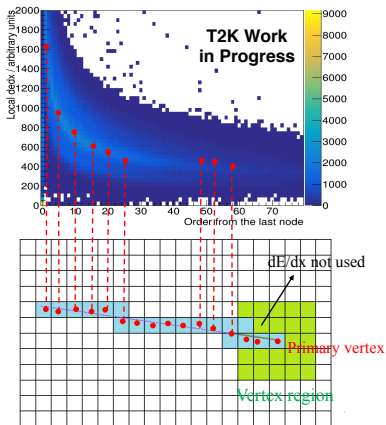 2000
1800
1600
1400
1200
1000
800
600
400
200
0
Local dedx / arbitrary units
T2K Work
in Progress
9000
8000
7000
6000
5000
4000
3000
2000
1000
0
0 10 20 30 40 50 60 70
Order from the last node
dE/dx not used
Primary vertex
Vertex region